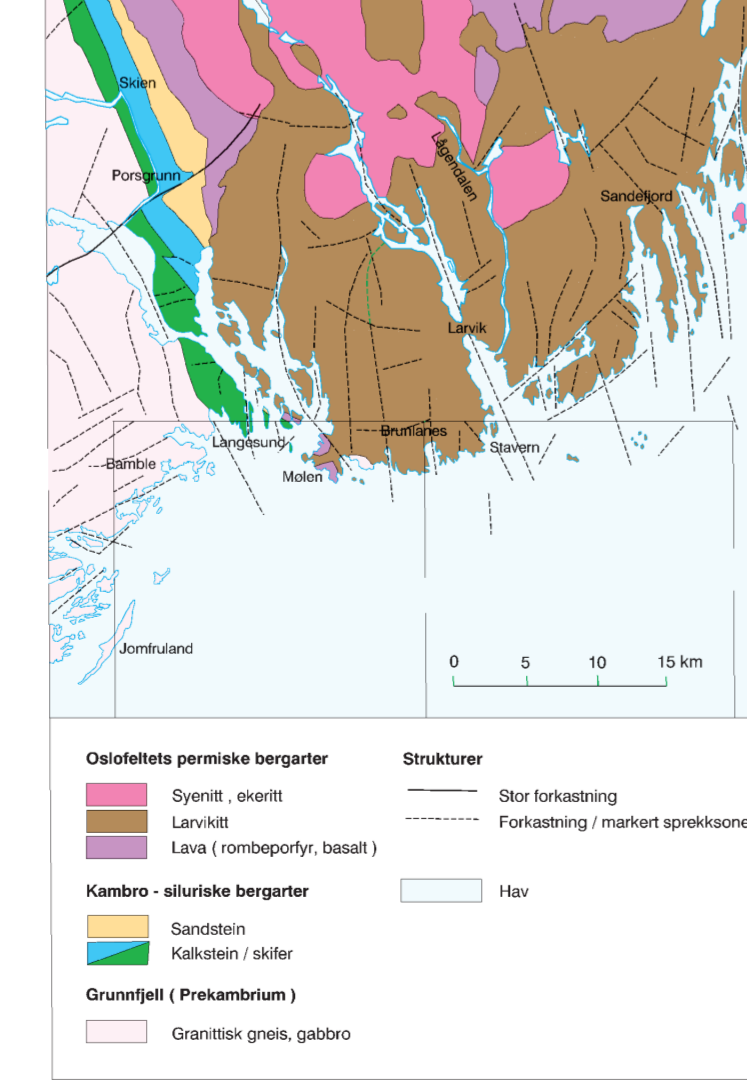 Skien
Lågendalen
Porsgrunn
Sandefjord
Larvik
Brunlanes
Langesund
Stavern
Bamble
Mølen
Jomfruland
0 5 10 15 km
Oslofeltets permiske bergarter
Syenitt , ekeritt
Larvikitt
Lava ( rombeporfyr, basalt )
Kambro - siluriske bergarter
Sandstein
Kalkstein / skifer
Grunnfjell ( Prekambrium )
Granittisk gneis, gabbro
Strukturer
Stor forkastning
Forkastning / markert sprekksone
Hav